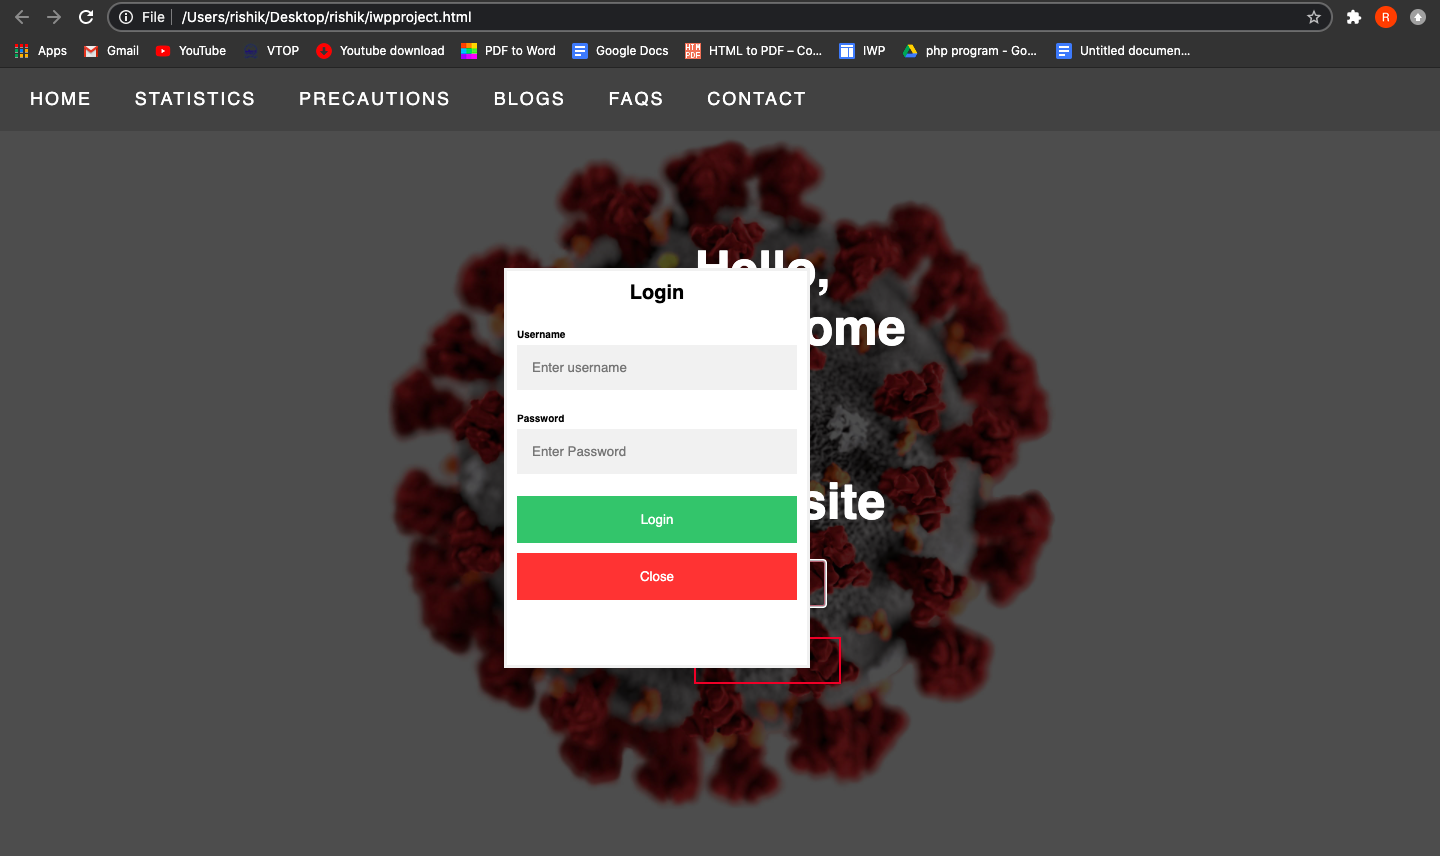 File /Users/rishik/Desktop/rishik/iwpproject.html
R
Apps Gmail YouTube VTOP Youtube download PDF to Word Google Docs HTML to PDF – Co... IWP php program - Go... Untitled documen...
HOME STATISTICS PRECAUTIONS BLOGS FAQS CONTACT
Hello,
ome
site
Login
Username
Enter username
Password
Enter Password
Login
Close